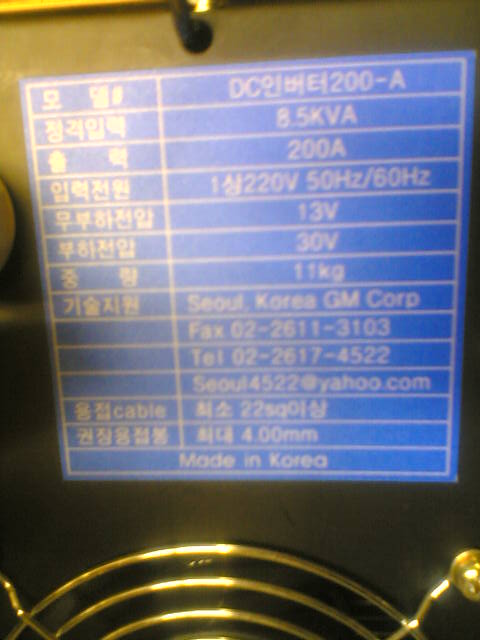 모 델# DC인버터200-A
정격입력 8.5KVA
출 력 200A
입력전원 1상220V 50Hz/60Hz
무부하전압 13V
부하전압 30V
중 량 11kg
기술지원 Seoul, Korea GM Corp
Fax 02-2611-3103
Tel 02-2617-4522
Seoul4522@yahoo.com
용접cable 최소 22sq이상
권장용접봉 최대 4.00mm
Made in Korea